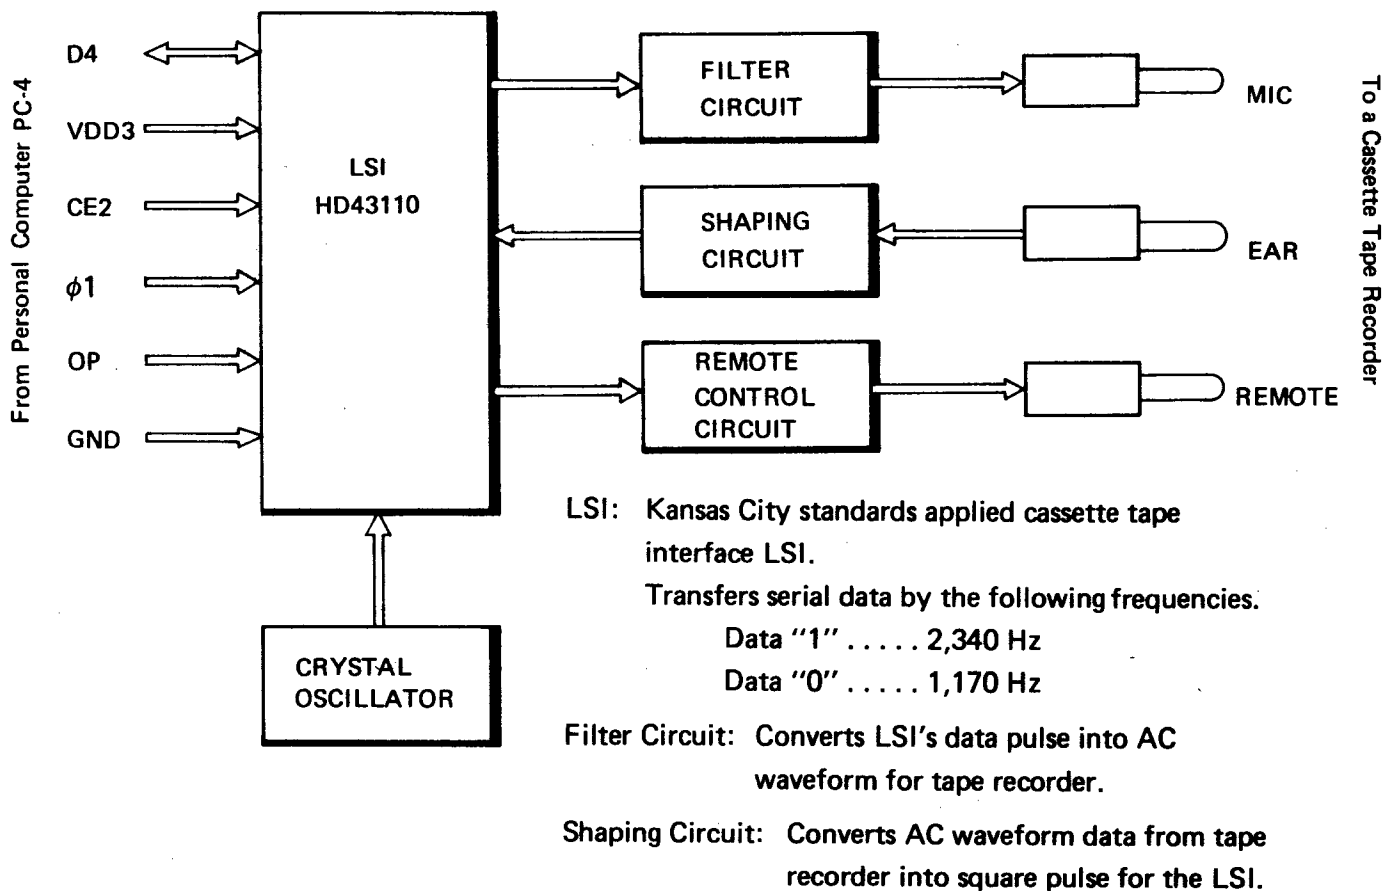 From Personal Computer PC-4
D4
VDD3
CE2
φ1
OP
GND
LSI
HD43110
CRYSTAL
OSCILLATOR
FILTER
CIRCUIT
MIC
SHAPING
CIRCUIT
EAR
REMOTE
CONTROL
CIRCUIT
REMOTE
To a Cassette Tape Recorder
LSI: Kansas City standards applied cassette tape
interface LSI.
Transfers serial data by the following frequencies.
Data "1" ..... 2,340 Hz
Data "0" ..... 1,170 Hz
Filter Circuit: Converts LSI's data pulse into AC
waveform for tape recorder.
Shaping Circuit: Converts AC waveform data from tape
recorder into square pulse for the LSI.